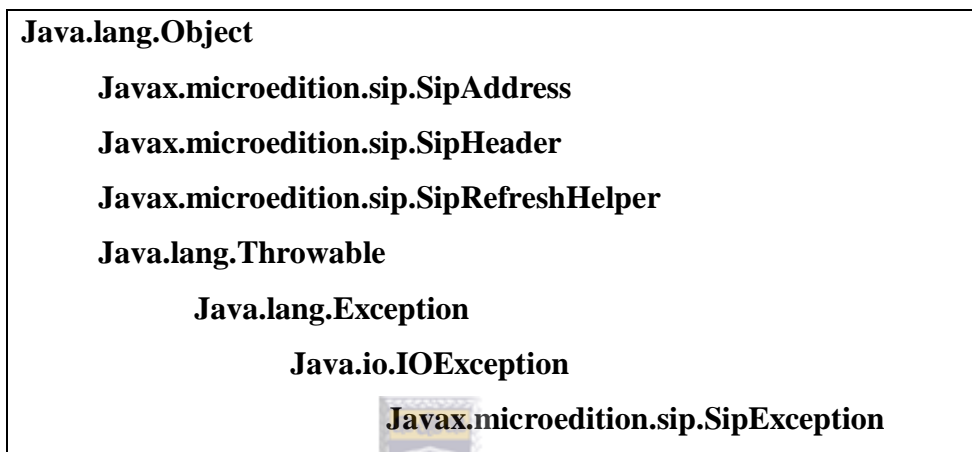 Java.lang.Object
Javax.microedition.sip.SipAddress
Javax.microedition.sip.SipHeader
Javax.microedition.sip.SipRefreshHelper
Java.lang.Throwable
Java.lang.Exception
Java.io.IOException
Javax.microedition.sip.SipException